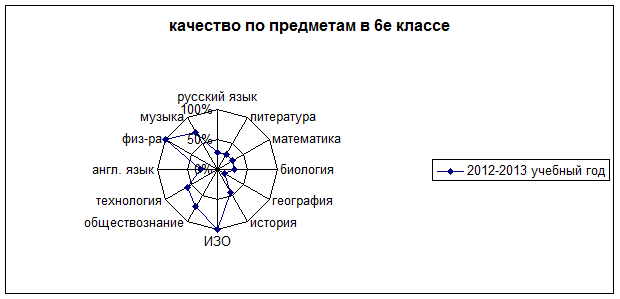 качество по предметам в 6е классе
русский язык
100%
музыка
литература
физ-ра
50%
математика
англ. язык
0%
биология
2012-2013 учебный год
технология
география
обществознание
история
ИЗО